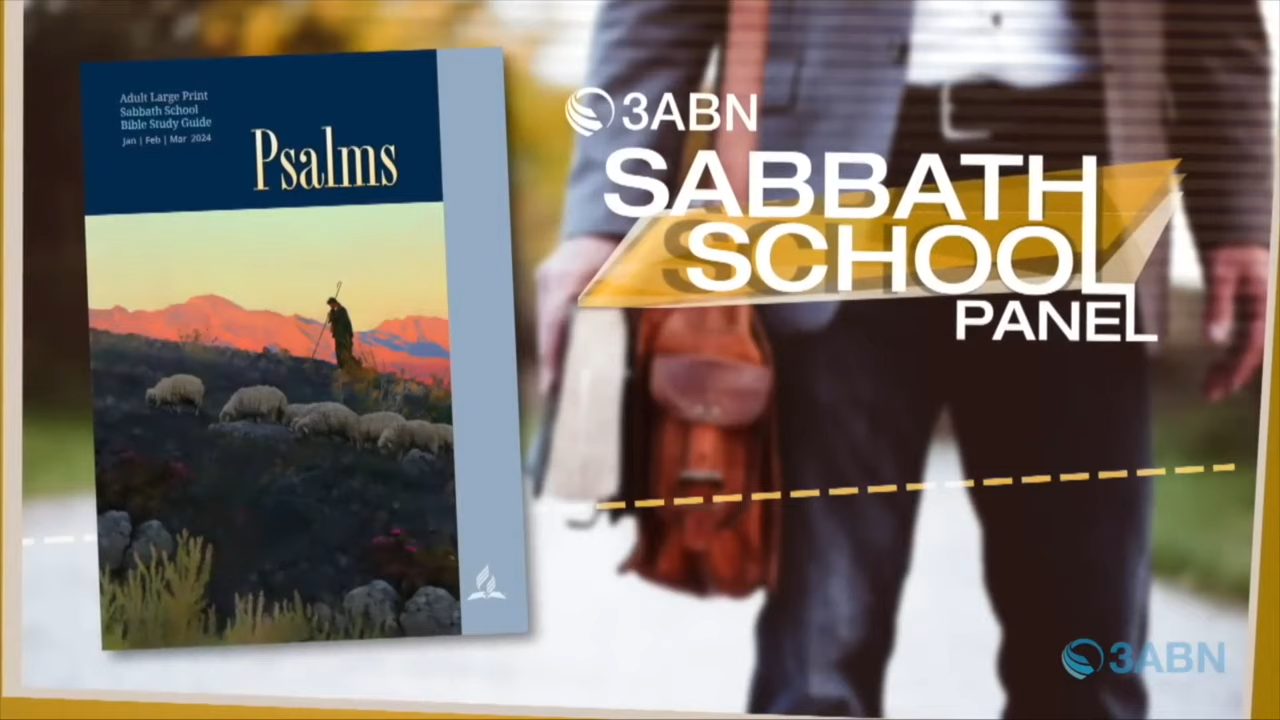 Adult Large Print
Sabbath School
Bible Study Guide
Jan | Feb | Mar 2024
Psalms
3ABN
SABBATH
SCHOOL
PANEL
3ABN